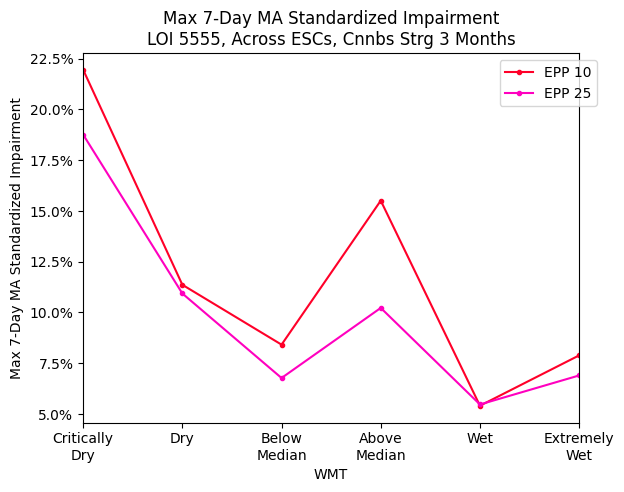 Max 7-Day MA Standardized Impairment
LOI 5555, Across ESCs, Cnnbs Strg 3 Months
EPP 10
EPP 25
Max 7-Day MA Standardized Impairment
22.5%
20.0%
17.5%
15.0%
12.5%
10.0%
7.5%
5.0%
Critically
Dry
Dry
Below
Median
Above
Median
Wet
Extremely
Wet
WMT